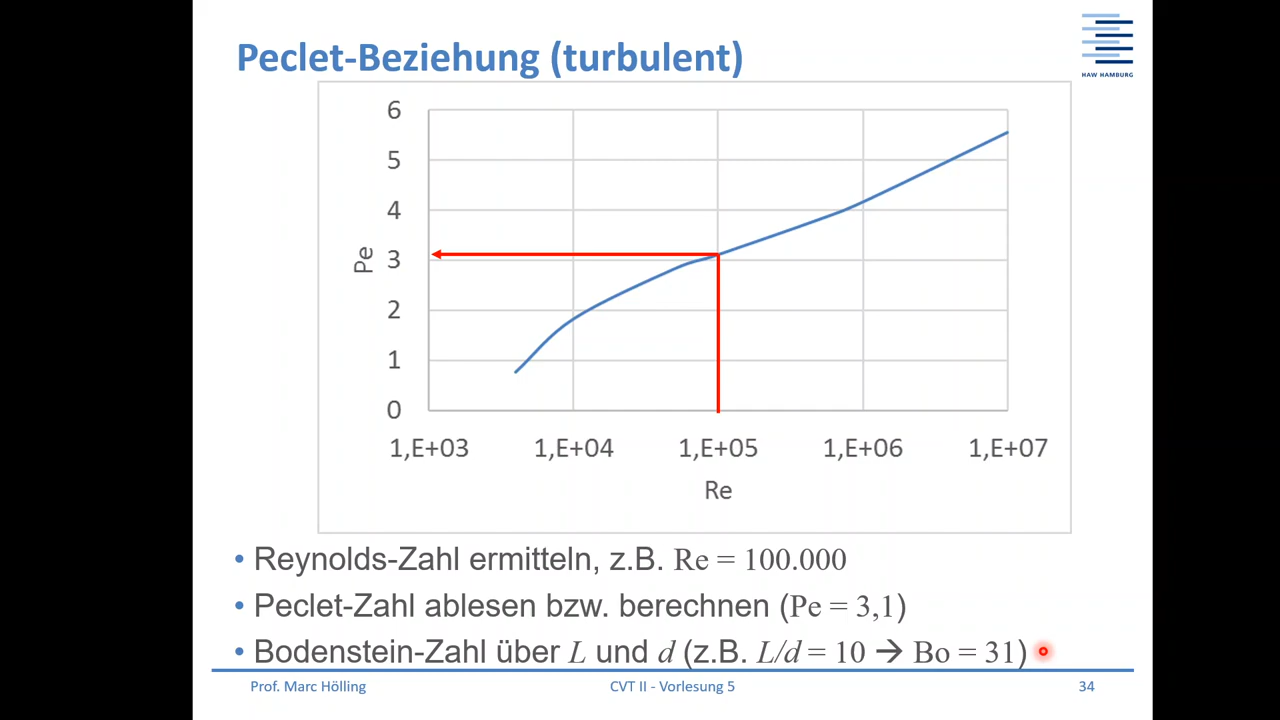 Peclet-Beziehung (turbulent)
HAW HAMBURG
6
5
4
3
2
1
0
Pe
1,E+03 1,E+04 1,E+05 1,E+06 1,E+07
Re
• Reynolds-Zahl ermitteln, z.B. Re = 100.000
• Peclet-Zahl ablesen bzw. berechnen (Pe = 3,1)
• Bodenstein-Zahl über L und d (z.B. L/d = 10 → Bo = 31)
Prof. Marc Hölling CVT II - Vorlesung 5 34